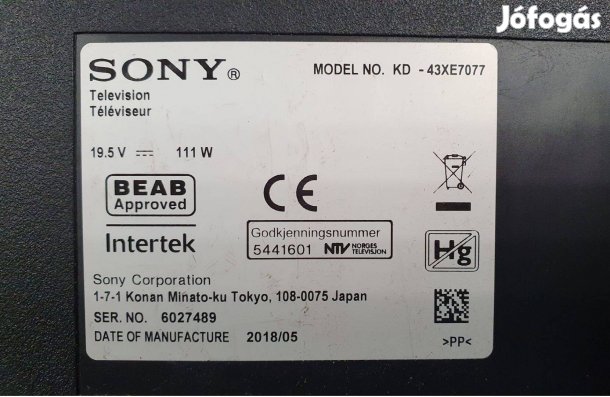 Jófogás
SONY®
MODEL NO. KD - 43XE7077
Television
Téléviseur
19.5 V ⎓ 111 W
BEAB
Approved
CE
Intertek
Godkjenningsnummer
5441601 NTV NORGES TELEVISJON
Hg
Sony Corporation
1-7-1 Konan Minato-ku Tokyo, 108-0075 Japan
SER. NO. 6027489
DATE OF MANUFACTURE 2018/05
>PP<